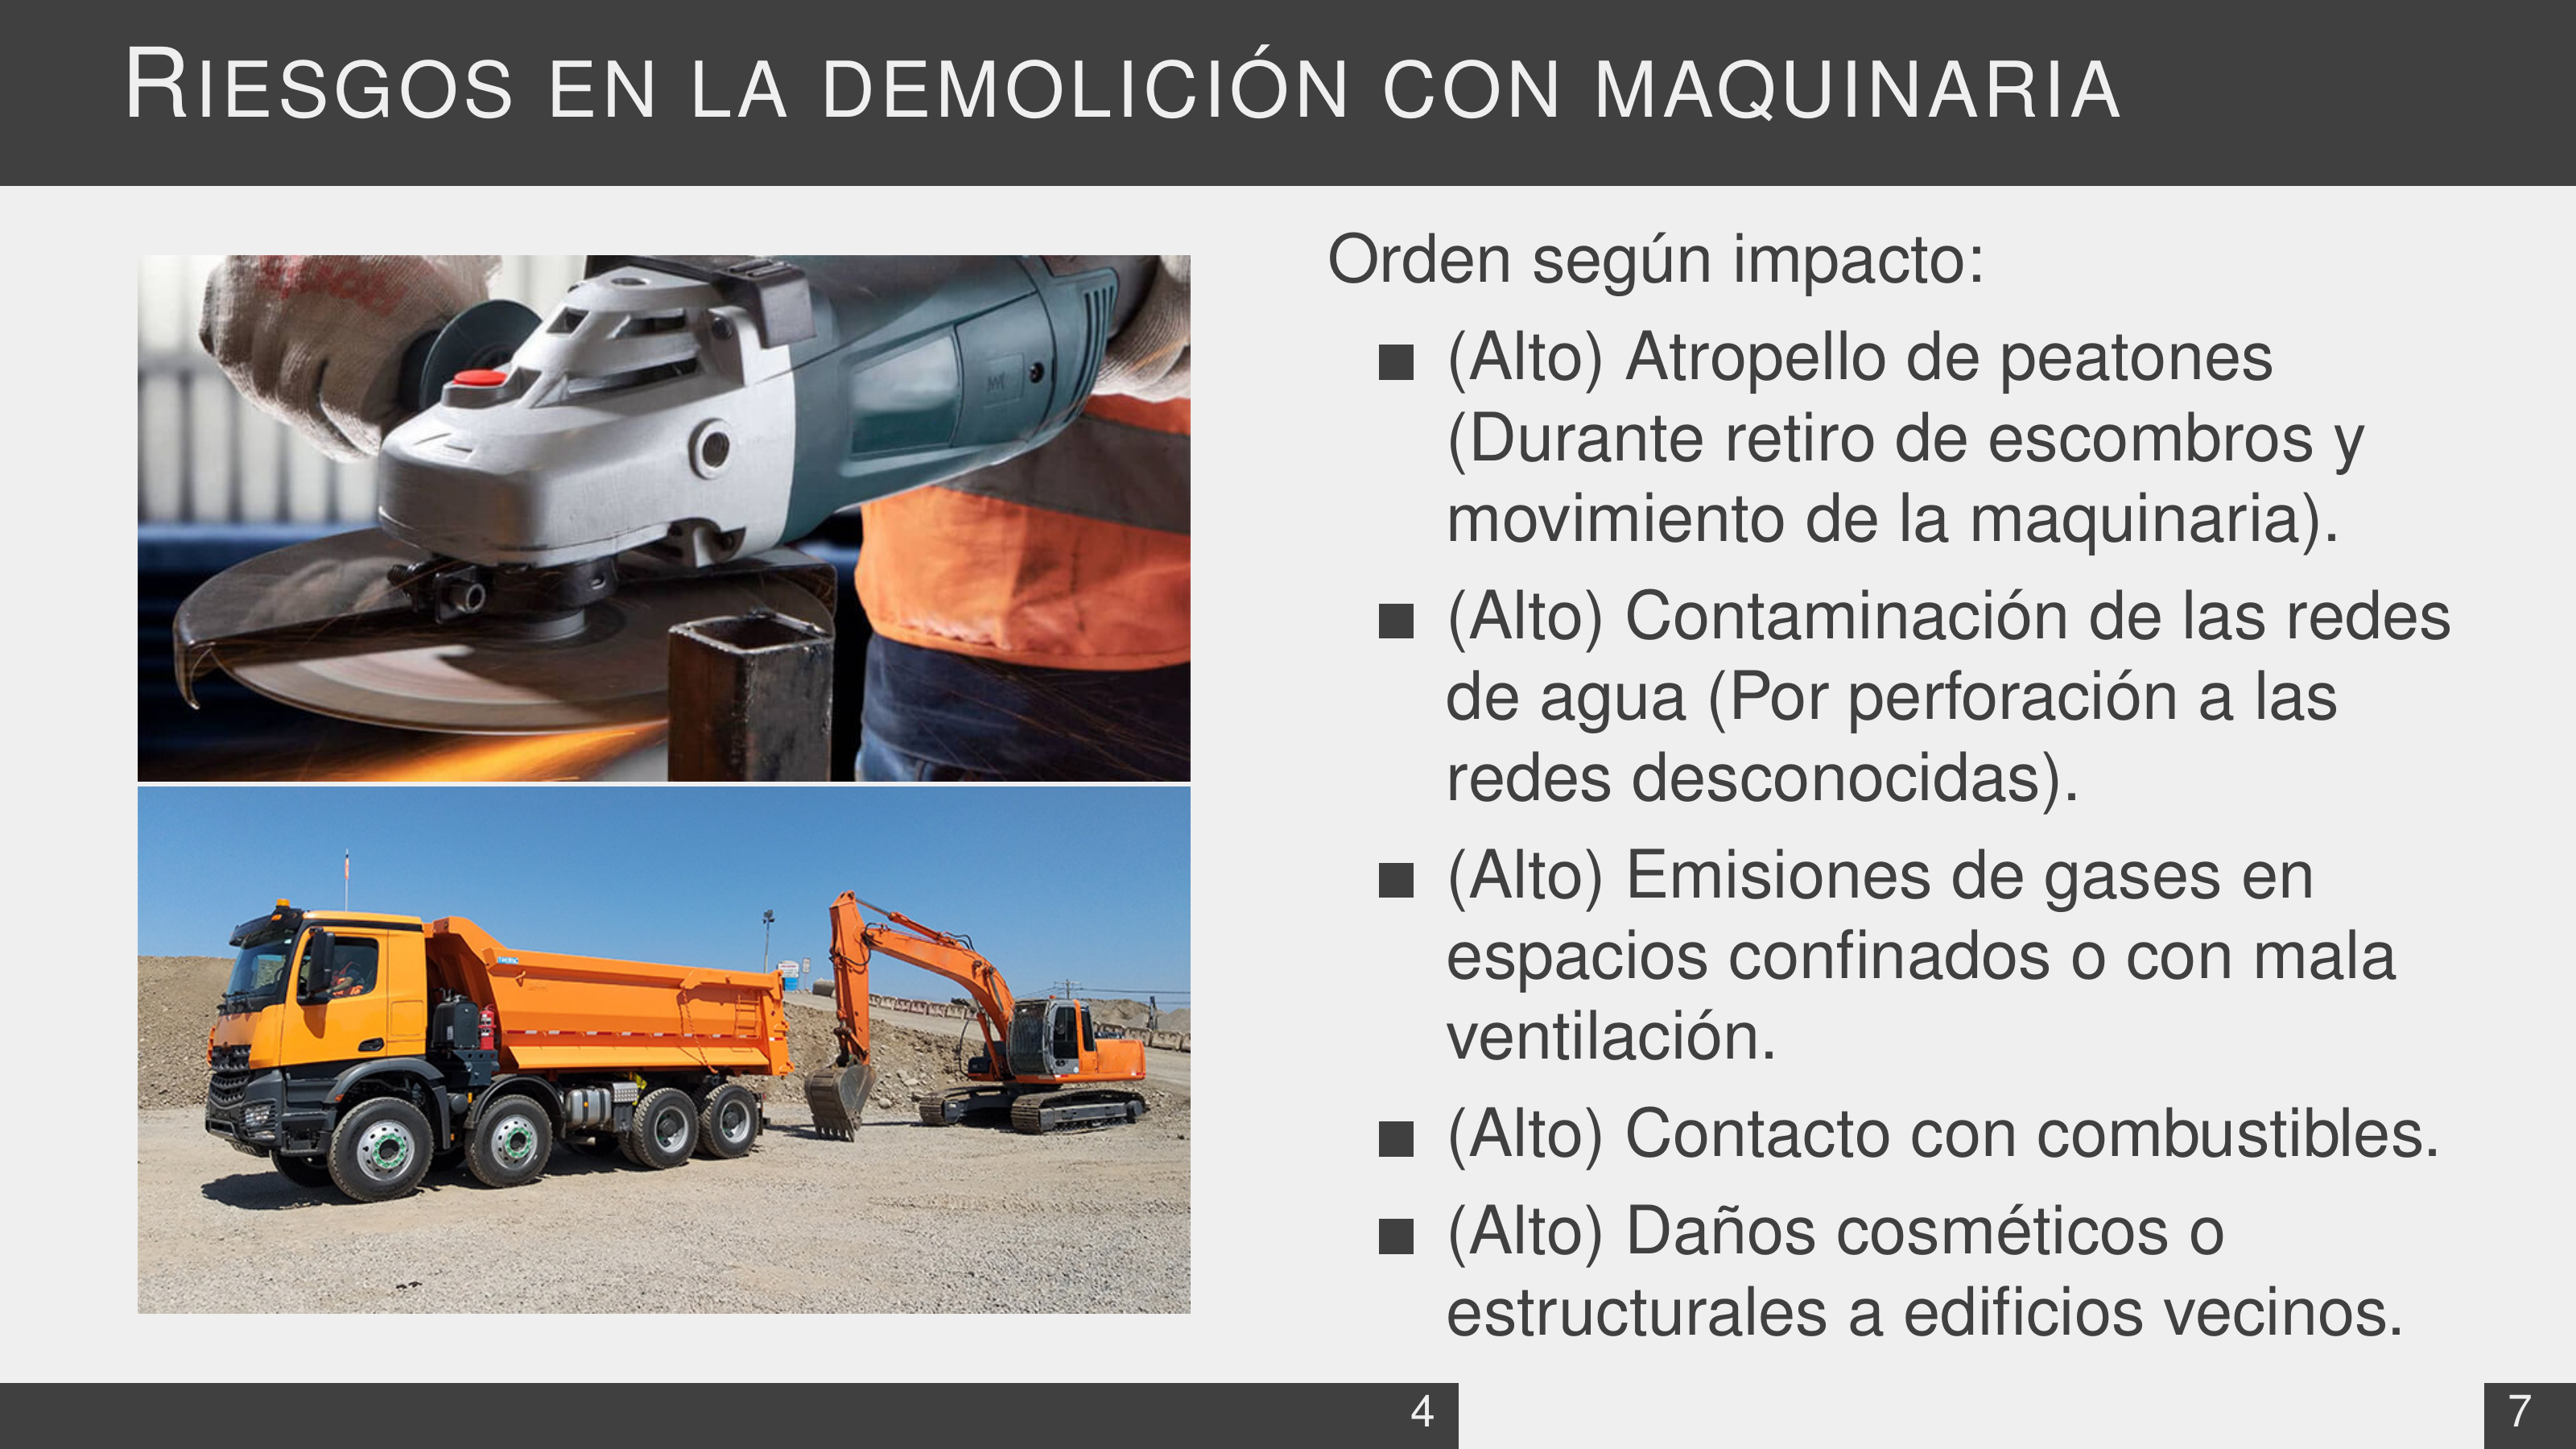 RIESGOS EN LA DEMOLICIÓN CON MAQUINARIA
Orden según impacto:
■ (Alto) Atropello de peatones
(Durante retiro de escombros y
movimiento de la maquinaria).
■ (Alto) Contaminación de las redes
de agua (Por perforación a las
redes desconocidas).
■ (Alto) Emisiones de gases en
espacios confinados o con mala
ventilación.
■ (Alto) Contacto con combustibles.
■ (Alto) Daños cosméticos o
estructurales a edificios vecinos.
4
7